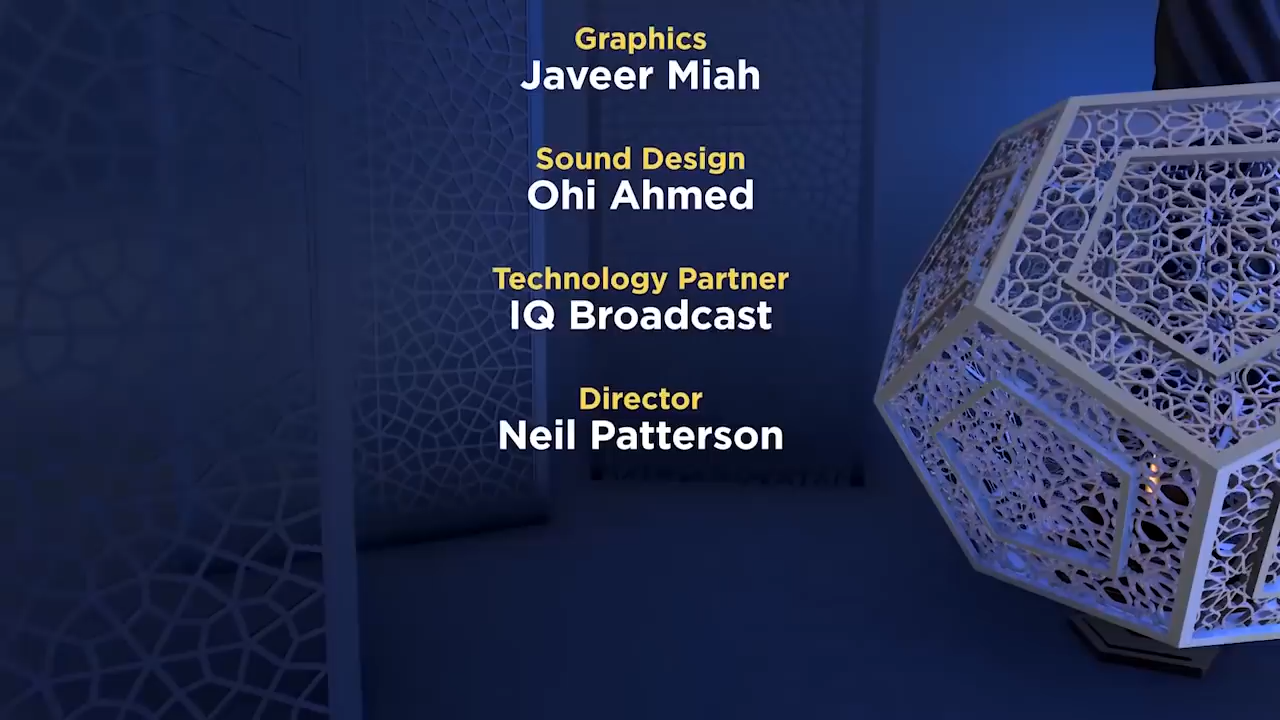 Graphics
Javeer Miah
Sound Design
Ohi Ahmed
Technology Partner
IQ Broadcast
Director
Neil Patterson